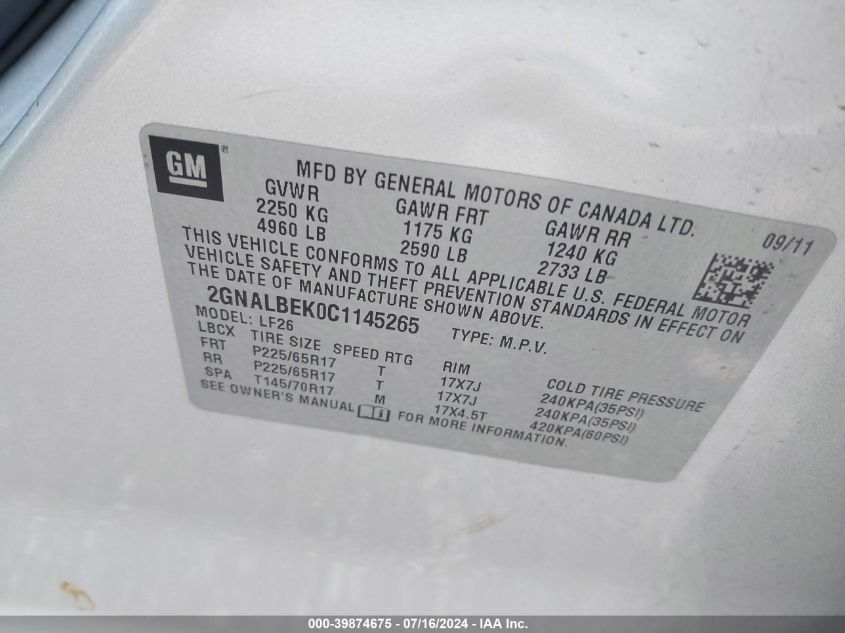 GM ®
MFD BY GENERAL MOTORS OF CANADA LTD.
09/11
GVWR GAWR FRT GAWR RR
2250 KG 1175 KG 1240 KG
4960 LB 2590 LB 2733 LB
THIS VEHICLE CONFORMS TO ALL APPLICABLE U.S. FEDERAL MOTOR
VEHICLE SAFETY AND THEFT PREVENTION STANDARDS IN EFFECT ON
THE DATE OF MANUFACTURE SHOWN ABOVE.
2GNALBEK0C1145265 TYPE: M.P.V.
MODEL: LF26
LBCX TIRE SIZE SPEED RTG RIM COLD TIRE PRESSURE
FRT P225/65R17 T 17X7J 240KPA(35PSI)
RR P225/65R17 T 17X7J 240KPA(35PSI)
SPA T145/70R17 M 17X4.5T 420KPA(60PSI)
SEE OWNER'S MANUAL i FOR MORE INFORMATION.
000-39874675 - 07/16/2024 - IAA Inc.